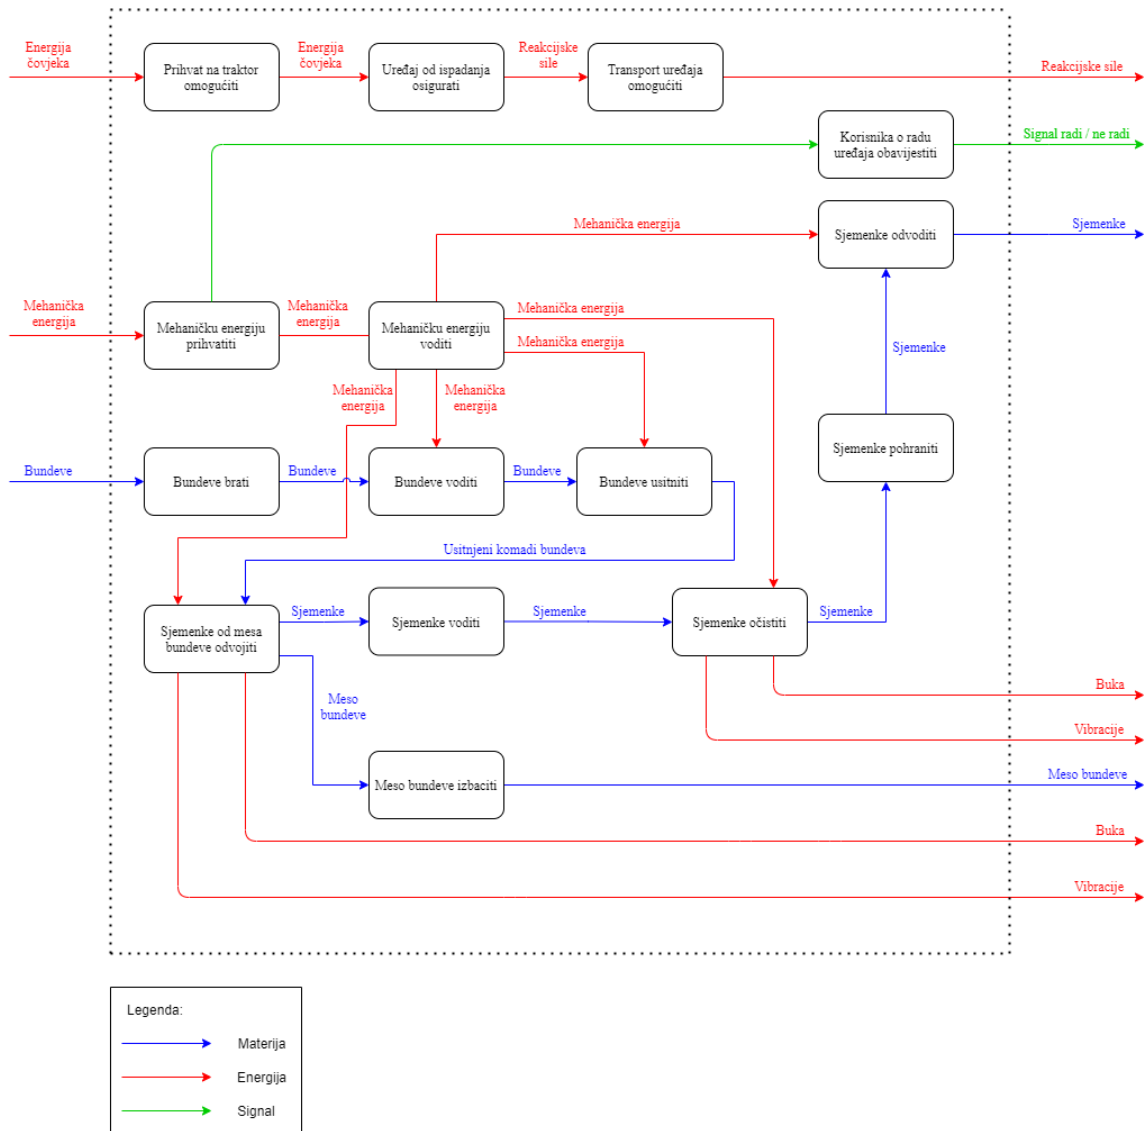 Energija
čovjeka
Prihvat na traktor
omogućiti
Energija
čovjeka
Uređaj od ispadanja
osigurati
Reakcijske
sile
Transport uređaja
omogućiti
Reakcijske sile
Korisnika o radu
uređaja obavijestiti
Signal radi / ne radi
Mehanička energija
Sjemenke odvoditi
Sjemenke
Mehanička
energija
Mehaničku energiju
prihvatiti
Mehanička
energija
Mehaničku energiju
voditi
Mehanička energija
Mehanička energija
Sjemenke
Mehanička
energija
Mehanička
energija
Sjemenke pohraniti
Bundeve
Bundeve brati
Bundeve
Bundeve voditi
Bundeve
Bundeve usitniti
Usitnjeni komadi bundeva
Sjemenke od mesa
bundeve odvojiti
Sjemenke
Sjemenke voditi
Sjemenke
Sjemenke očistiti
Sjemenke
Meso
bundeve
Buka
Vibracije
Meso bundeve izbaciti
Meso bundeve
Buka
Vibracije
Legenda:
Materija
Energija
Signal